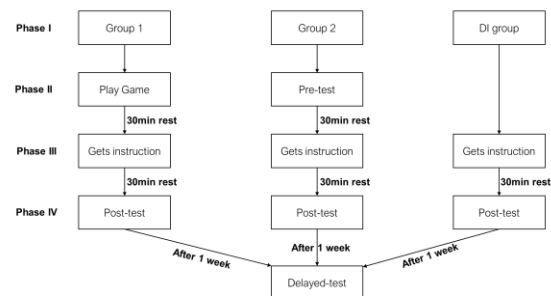 Phase I
Group 1
Group 2
DI group
Phase II
Play Game
Pre-test
30min rest
30min rest
Phase III
Gets instruction
Gets instruction
Gets instruction
30min rest
30min rest
30min rest
Phase IV
Post-test
Post-test
Post-test
After 1 week
After 1 week
After 1 week
Delayed-test